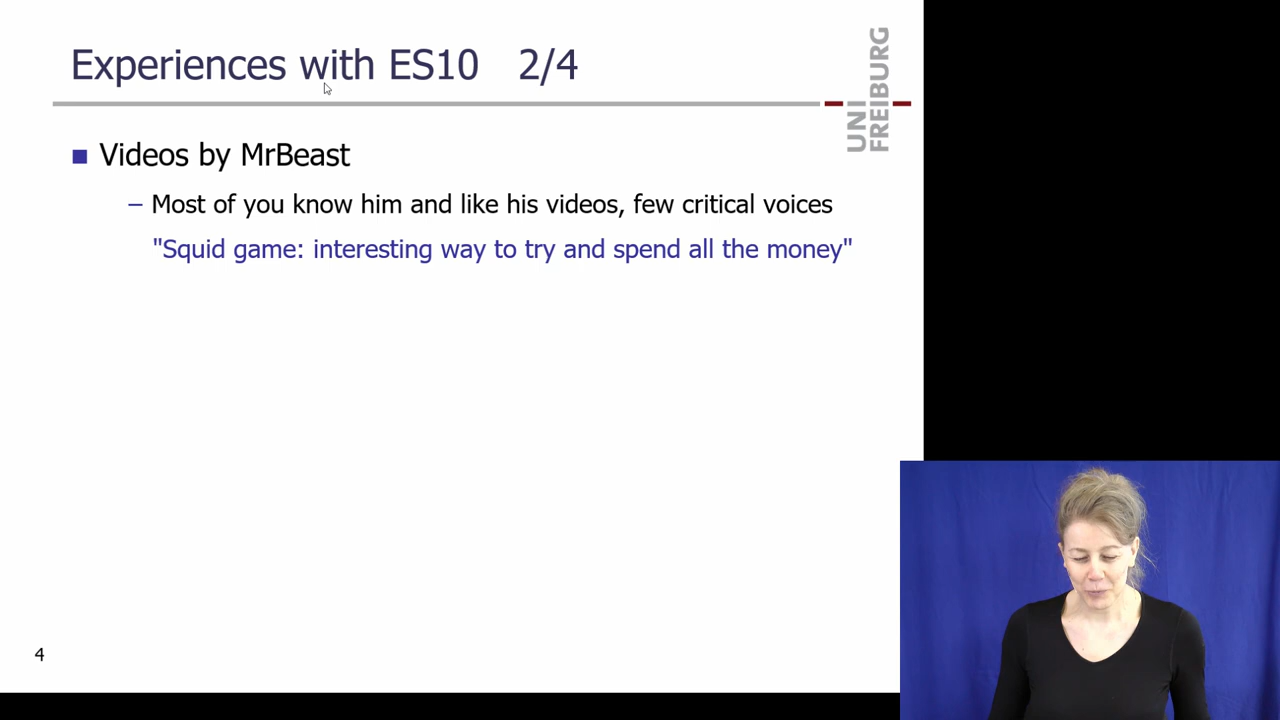 Experiences with ES10 2/4
UNI
FREIBURG
Videos by MrBeast
– Most of you know him and like his videos, few critical voices
"Squid game: interesting way to try and spend all the money"
4